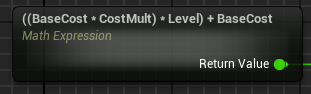 ((BaseCost * CostMult) * Level) + BaseCost
Math Expression
Return Value